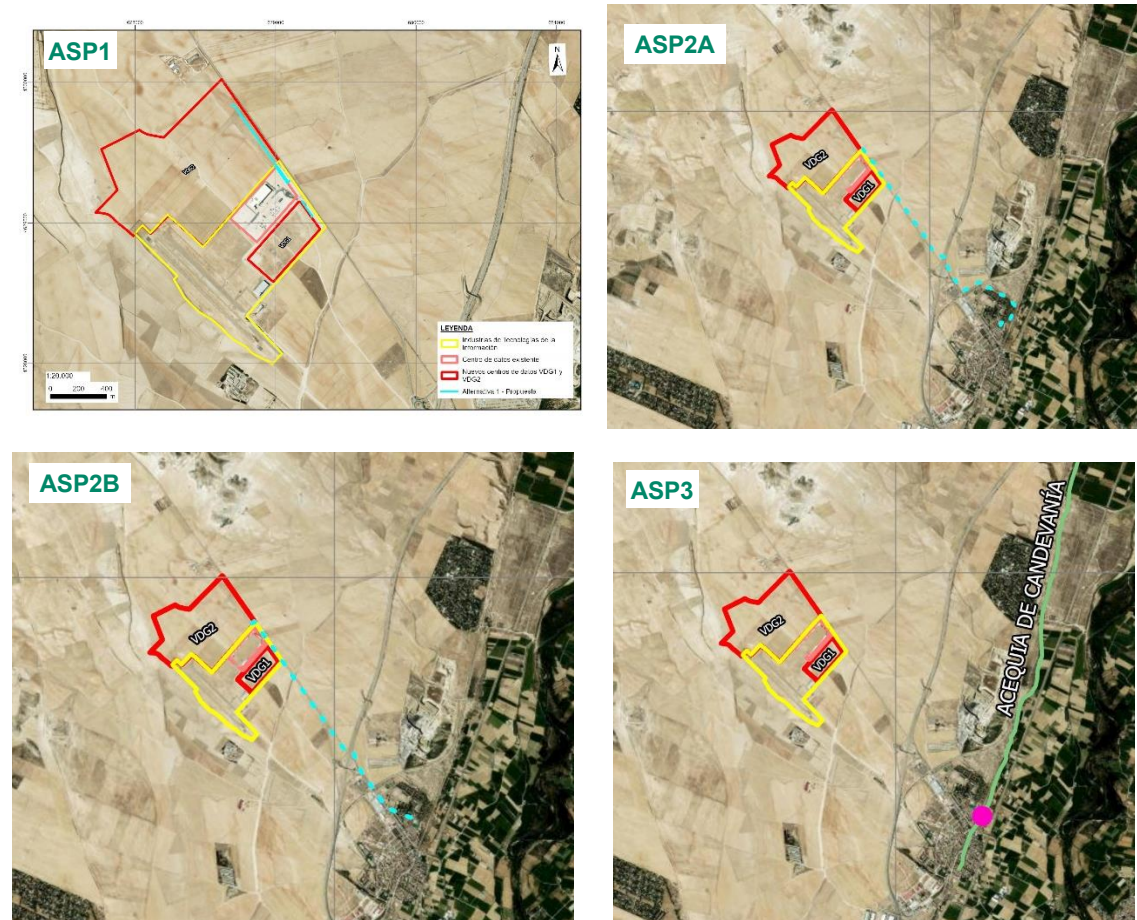 ASP1
N
VDG2
VDG1
LEYENDA
Industrias de Tecnologías de la
Información
Centro de datos existente
Nuevos centros de datos VDG1 y
VDG2
Alternativa 1 - Propuesta
1:20.000
0 200 400
m
ASP2A
VDG2
VDG1
ASP2B
VDG2
VDG1
ASP3
VDG2
VDG1
ACEQUIA DE CANDEVANÍA